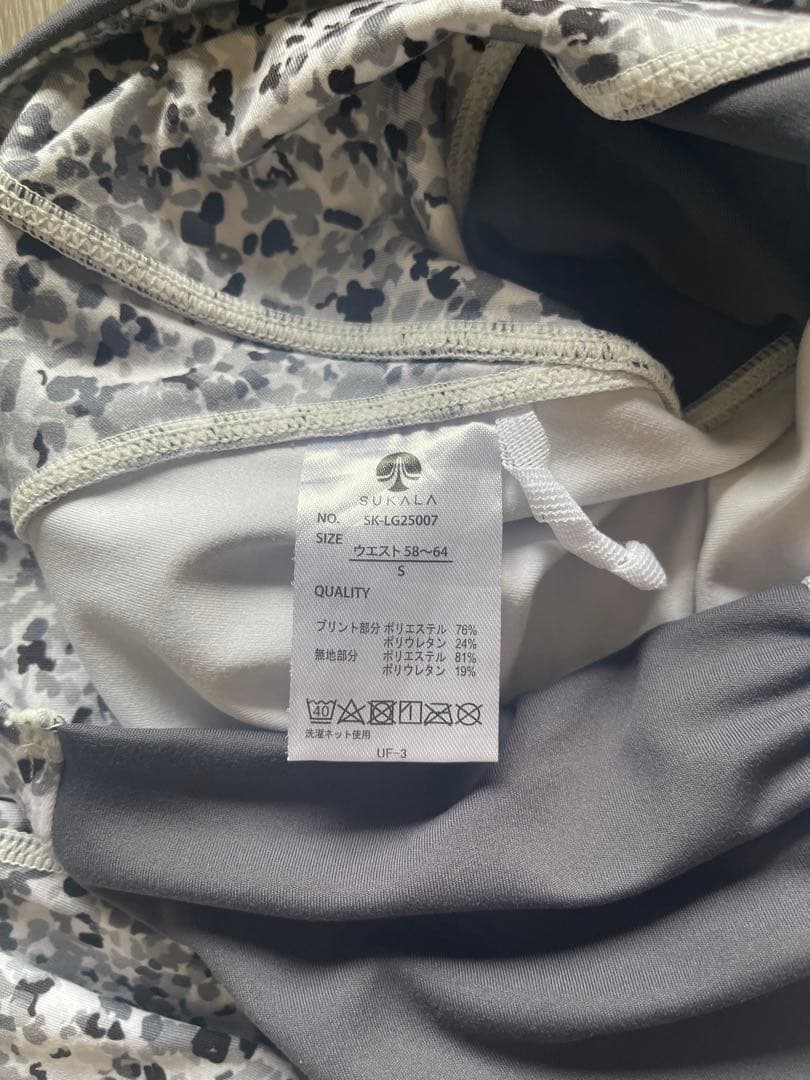 SUKALA
NO. SK-LG25007
SIZE ウエスト 58～64
S
QUALITY
プリント部分 ポリエステル 76%
ポリウレタン 24%
無地部分 ポリエステル 81%
ポリウレタン 19%
40
洗濯ネット使用
UF-3